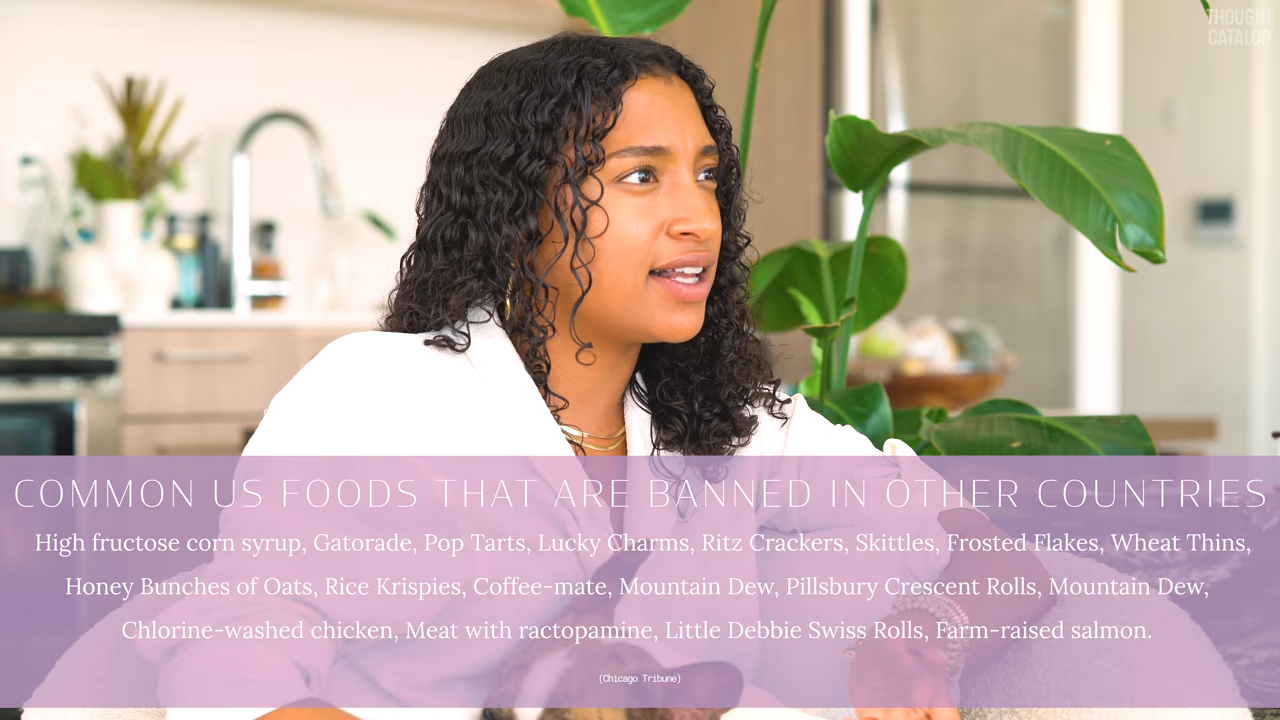 THOUGHT
CATALOG
COMMON US FOODS THAT ARE BANNED IN OTHER COUNTRIES
High fructose corn syrup, Gatorade, Pop Tarts, Lucky Charms, Ritz Crackers, Skittles, Frosted Flakes, Wheat Thins,
Honey Bunches of Oats, Rice Krispies, Coffee-mate, Mountain Dew, Pillsbury Crescent Rolls, Mountain Dew,
Chlorine-washed chicken, Meat with ractopamine, Little Debbie Swiss Rolls, Farm-raised salmon.
(Chicago Tribune)